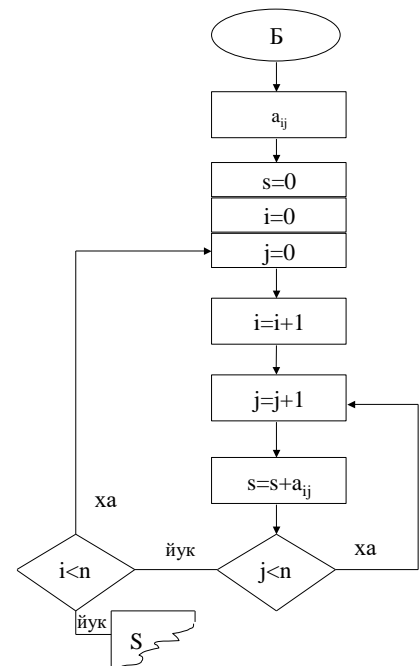 Б
aij
s=0
i=0
j=0
i=i+1
j=j+1
s=s+aij
ха
йук
ха
i<n
j<n
йук
S